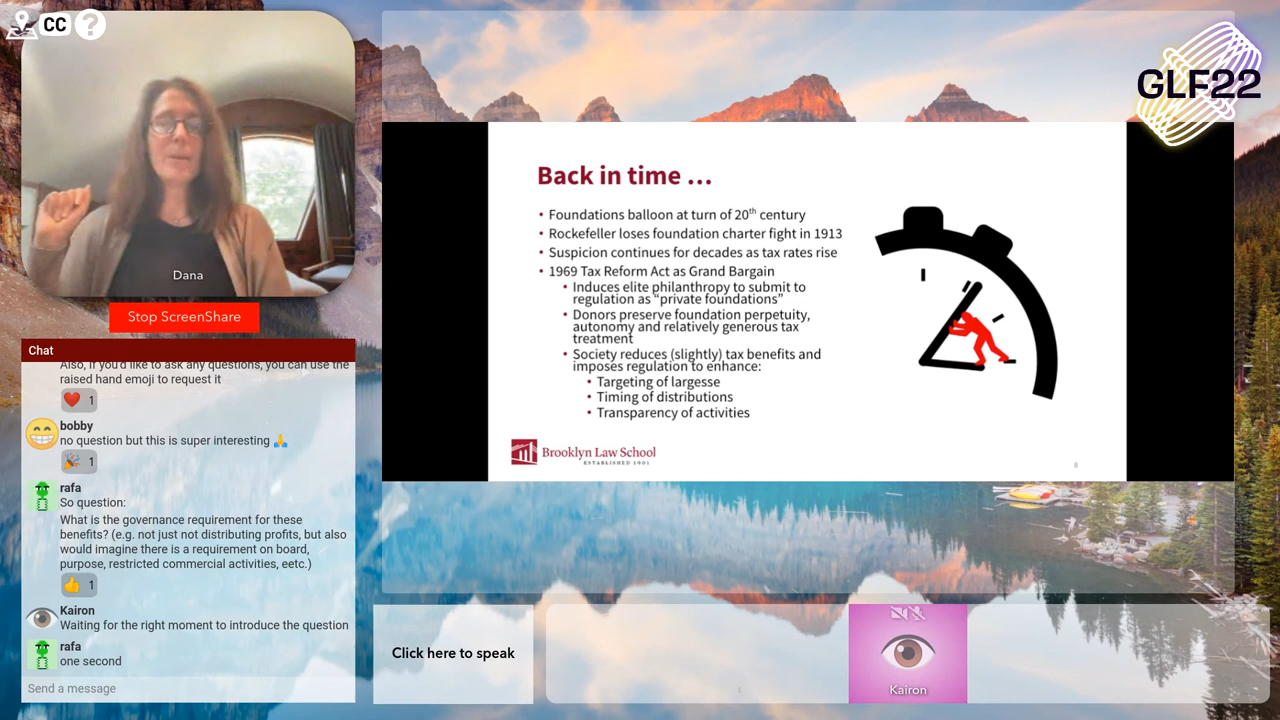 CC
?
Dana
Stop ScreenShare
Chat
Also, if you'd like to ask any questions, you can use the
raised hand emoji to request it
1
bobby
no question but this is super interesting 🙏
1
rafa
So question:
What is the governance requirement for these
benefits? (e.g. not just not distributing profits, but also
would imagine there is a requirement on board,
purpose, restricted commercial activities, eetc.)
1
Kairon
Waiting for the right moment to introduce the question
rafa
one second
Send a message
GLF22
Back in time …
• Foundations balloon at turn of 20th century
• Rockefeller loses foundation charter fight in 1913
• Suspicion continues for decades as tax rates rise
• 1969 Tax Reform Act as Grand Bargain
• Induces elite philanthropy to submit to
regulation as “private foundations”
• Donors preserve foundation perpetuity,
autonomy and relatively generous tax
treatment
• Society reduces (slightly) tax benefits and
imposes regulation to enhance:
• Targeting of largesse
• Timing of distributions
• Transparency of activities
Brooklyn Law School
ESTABLISHED 1901
8
Click here to speak
Kairon